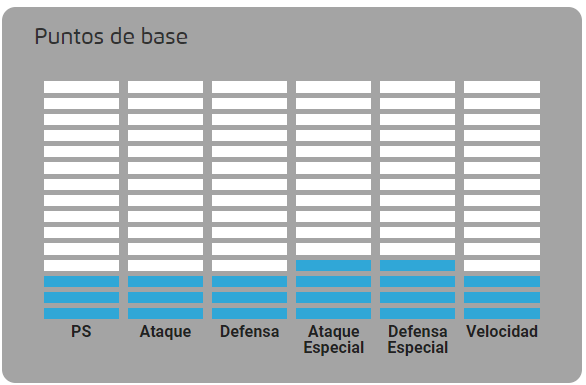 Puntos de base
PS
Ataque
Defensa
Ataque
Especial
Defensa
Especial
Velocidad